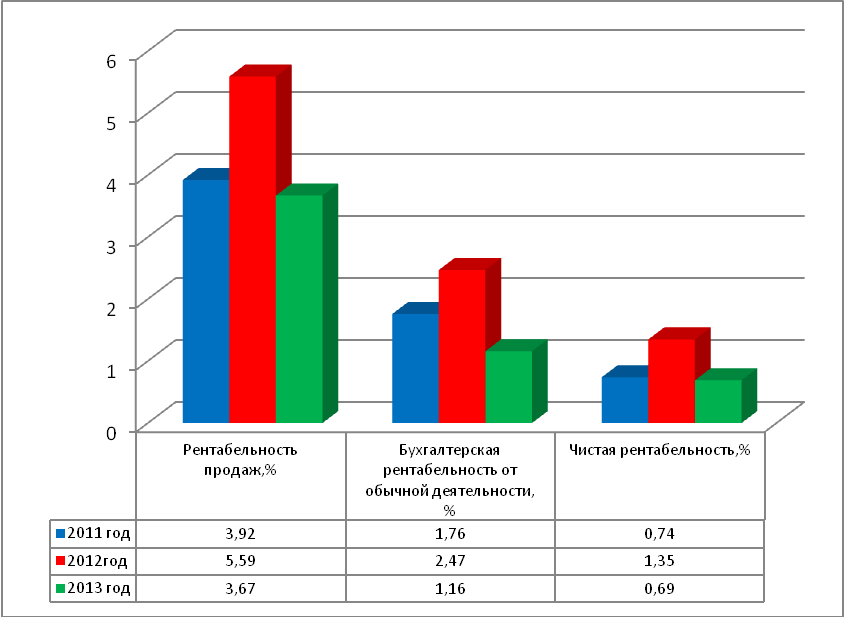 6
5
4
3
2
1
0
Рентабельность
продаж,%
Бухгалтерская
рентабельность от
обычной деятельности,
%
Чистая рентабельность,%
2011 год 3,92 1,76 0,74
2012год 5,59 2,47 1,35
2013 год 3,67 1,16 0,69